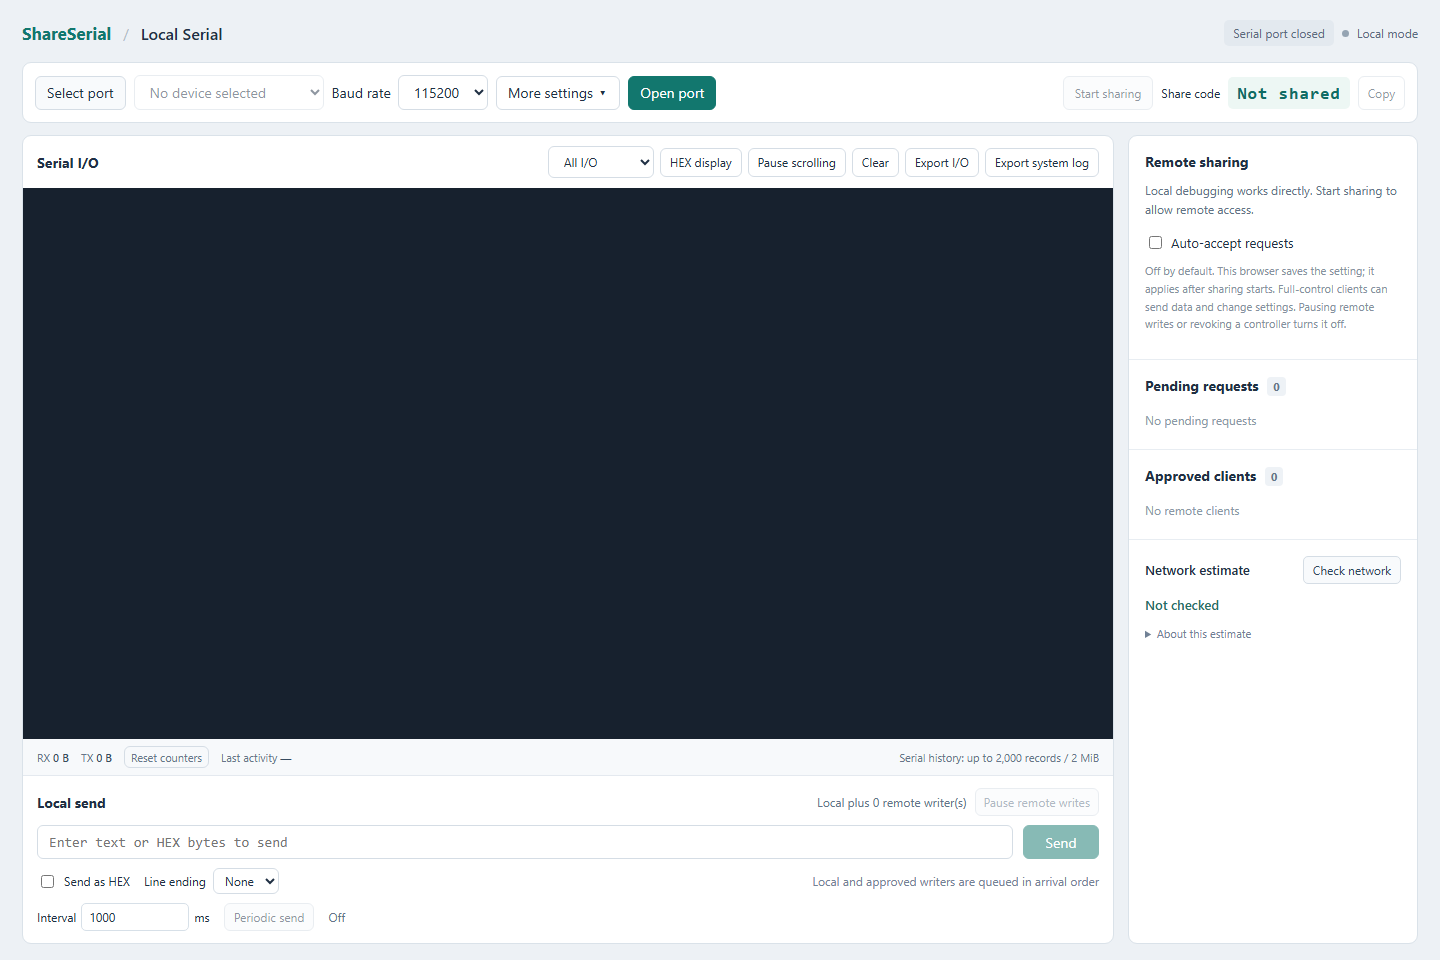 ShareSerial / Local Serial
Serial port closed
Local mode
Select port
No device selected
Baud rate
115200
More settings
Open port
Start sharing
Share code
Not shared
Copy
Serial I/O
All I/O
HEX display
Pause scrolling
Clear
Export I/O
Export system log
RX 0 B
TX 0 B
Reset counters
Last activity —
Serial history: up to 2,000 records / 2 MiB
Local send
Local plus 0 remote writer(s)
Pause remote writes
Enter text or HEX bytes to send
Send
Send as HEX
Line ending
None
Local and approved writers are queued in arrival order
Interval
1000
ms
Periodic send
Off
Remote sharing
Local debugging works directly. Start sharing to
allow remote access.
Auto-accept requests
Off by default. This browser saves the setting; it
applies after sharing starts. Full-control clients can
send data and change settings. Pausing remote
writes or revoking a controller turns it off.
Pending requests 0
No pending requests
Approved clients 0
No remote clients
Network estimate
Check network
Not checked
About this estimate